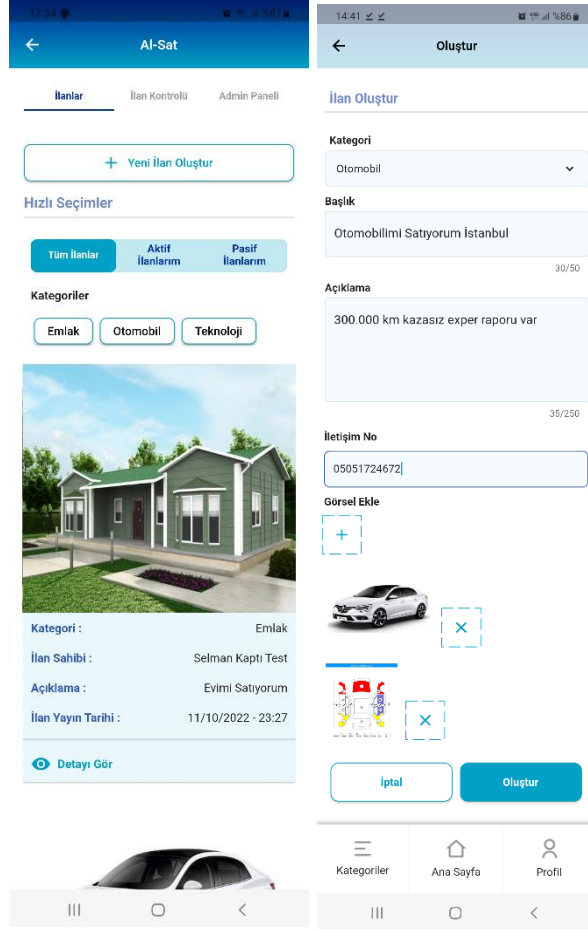 17:34
%81
Al-Sat
İlanlar
İlan Kontrolü
Admin Paneli
+ Yeni İlan Oluştur
Hızlı Seçimler
Tüm İlanlar
Aktif
İlanlarım
Pasif
İlanlarım
Kategoriler
Emlak
Otomobil
Teknoloji
Kategori :
Emlak
İlan Sahibi :
Selman Kaptı Test
Açıklama :
Evimi Satıyorum
İlan Yayın Tarihi :
11/10/2022 - 23:27
Detayı Gör
14:41
%86
Oluştur
İlan Oluştur
Kategori
Otomobil
Başlık
Otomobilimi Satıyorum İstanbul
30/50
Açıklama
300.000 km kazasız exper raporu var
35/250
İletişim No
05051724672
Görsel Ekle
İptal
Oluştur
Kategoriler
Ana Sayfa
Profil